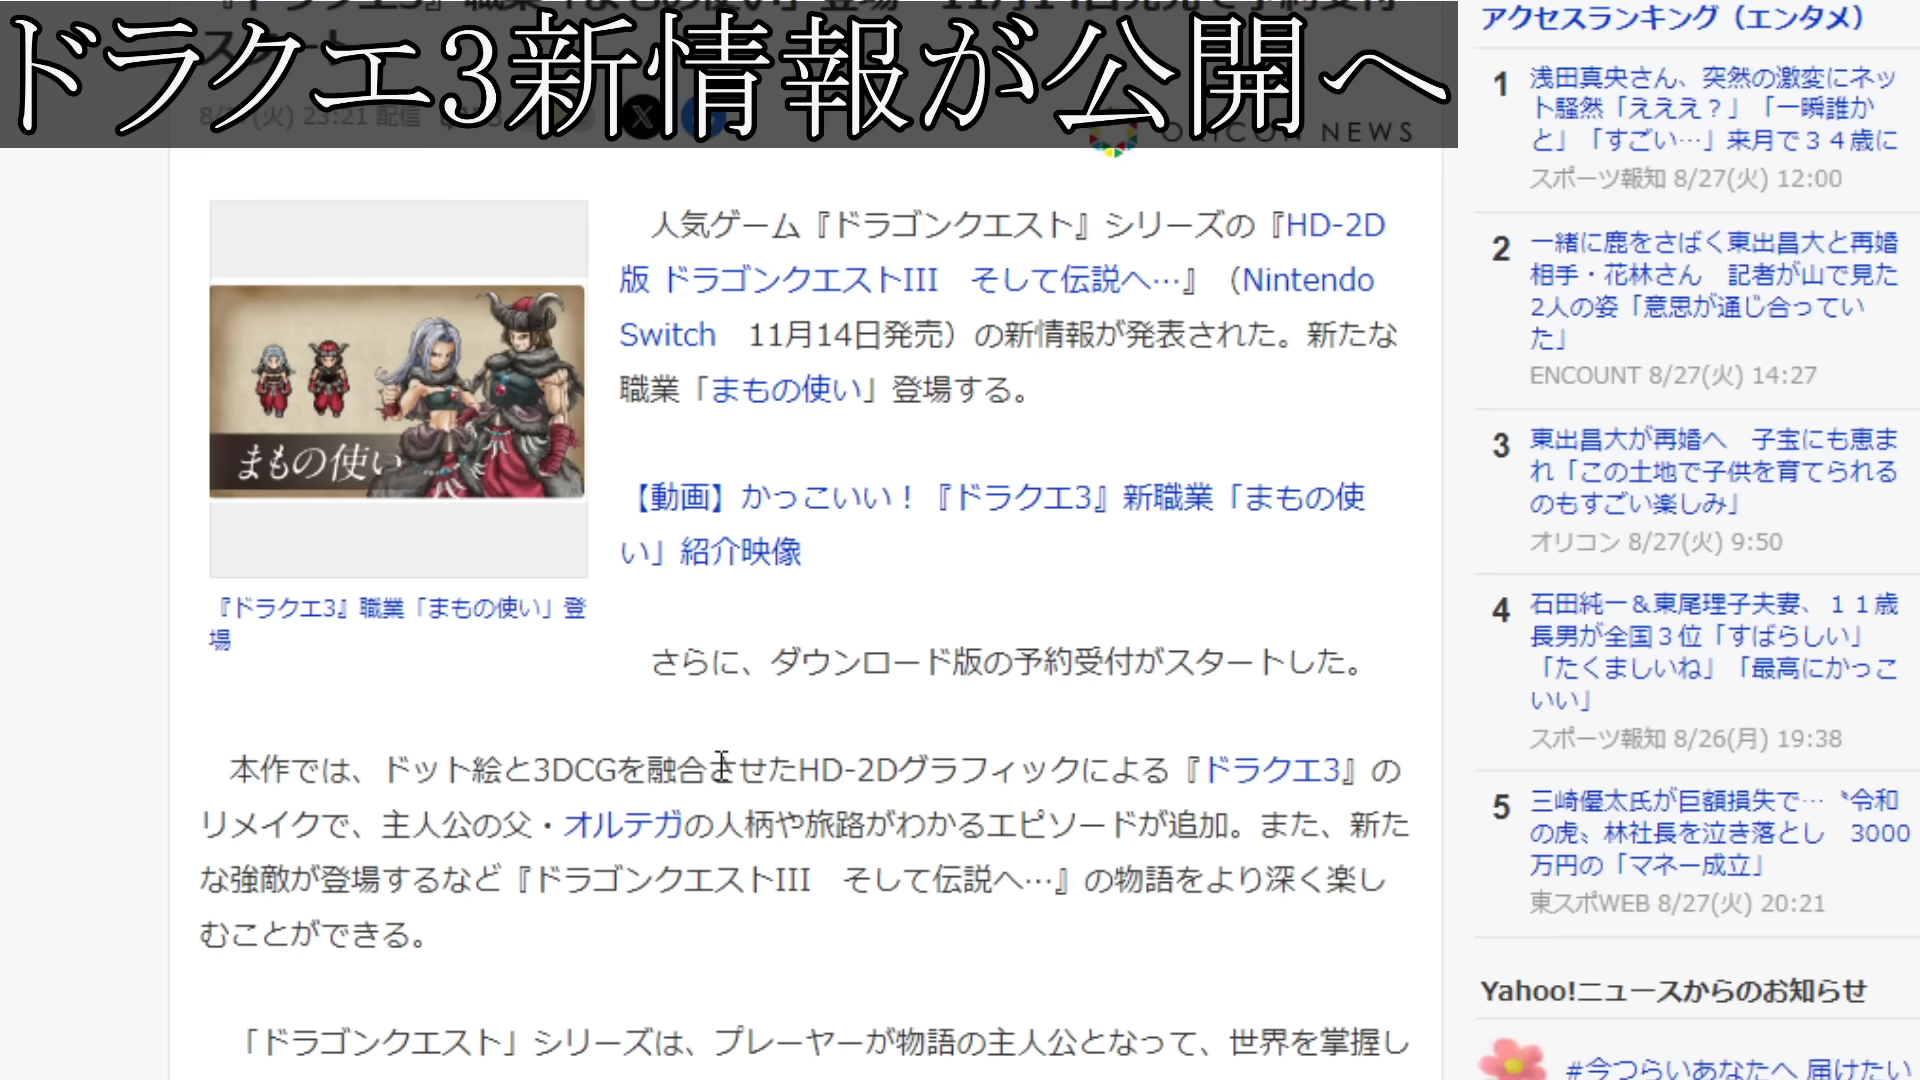 ドラクエ3新情報が公開へ
8/27(火) 23:21 配信
ORICON NEWS
人気ゲーム『ドラゴンクエスト』シリーズの『HD-2D
版 ドラゴンクエストIII　そして伝説へ…』（Nintendo
Switch　11月14日発売）の新情報が発表された。新たな
職業「まもの使い」登場する。
まもの使い
【動画】かっこいい！『ドラクエ3』新職業「まもの使
い」紹介映像
『ドラクエ3』職業「まもの使い」登
場
さらに、ダウンロード版の予約受付がスタートした。
本作では、ドット絵と3DCGを融合させたHD-2Dグラフィックによる『ドラクエ3』の
リメイクで、主人公の父・オルテガの人柄や旅路がわかるエピソードが追加。また、新た
な強敵が登場するなど『ドラゴンクエストIII　そして伝説へ…』の物語をより深く楽し
むことができる。
「ドラゴンクエスト」シリーズは、プレーヤーが物語の主人公となって、世界を掌握し
アクセスランキング（エンタメ）
1 浅田真央さん、突然の激変にネッ
ト騒然「えええ？」「一瞬誰か
と」「すごい…」来月で３４歳に
スポーツ報知 8/27(火) 12:00
2 一緒に鹿をさばく東出昌大と再婚
相手・花林さん　記者が山で見た
2人の姿「意思が通じ合ってい
た」
ENCOUNT 8/27(火) 14:27
3 東出昌大が再婚へ　子宝にも恵ま
れ「この土地で子供を育てられる
のもすごい楽しみ」
オリコン 8/27(火) 9:50
4 石田純一＆東尾理子夫妻、１１歳
長男が全国３位「すばらしい」
「たくましいね」「最高にかっこ
いい」
スポーツ報知 8/26(月) 19:38
5 三崎優太氏が巨額損失で…〝令和
の虎〟林社長を泣き落とし　3000
万円の「マネー成立」
東スポWEB 8/27(火) 20:21
Yahoo!ニュースからのお知らせ
#今つらいあなたへ 届けたい